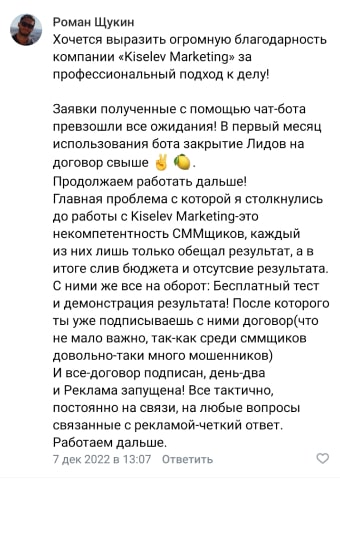 Роман Щукин
Хочется выразить огромную благодарность
компании «Kiselev Marketing» за
профессиональный подход к делу!
Заявки полученные с помощью чат-бота
превзошли все ожидания! В первый месяц
использования бота закрытие Лидов на
договор свыше ✌️ 🍋 .
Продолжаем работать дальше!
Главная проблема с которой я столкнулись
до работы с Kiselev Marketing-это
некомпетентность СММщиков, каждый
из них лишь только обещал результат, а в
итоге слив бюджета и отсутсвие результата.
С ними же все на оборот: Бесплатный тест
и демонстрация результата! После которого
ты уже подписываешь с ними договор(что
не мало важно, так-как среди сммщиков
довольно-таки много мошенников)
И все-договор подписан, день-два
и Реклама запущена! Все тактично,
постоянно на связи, на любые вопросы
связанные с рекламой-четкий ответ.
Работаем дальше.
7 дек 2022 в 13:07 Ответить